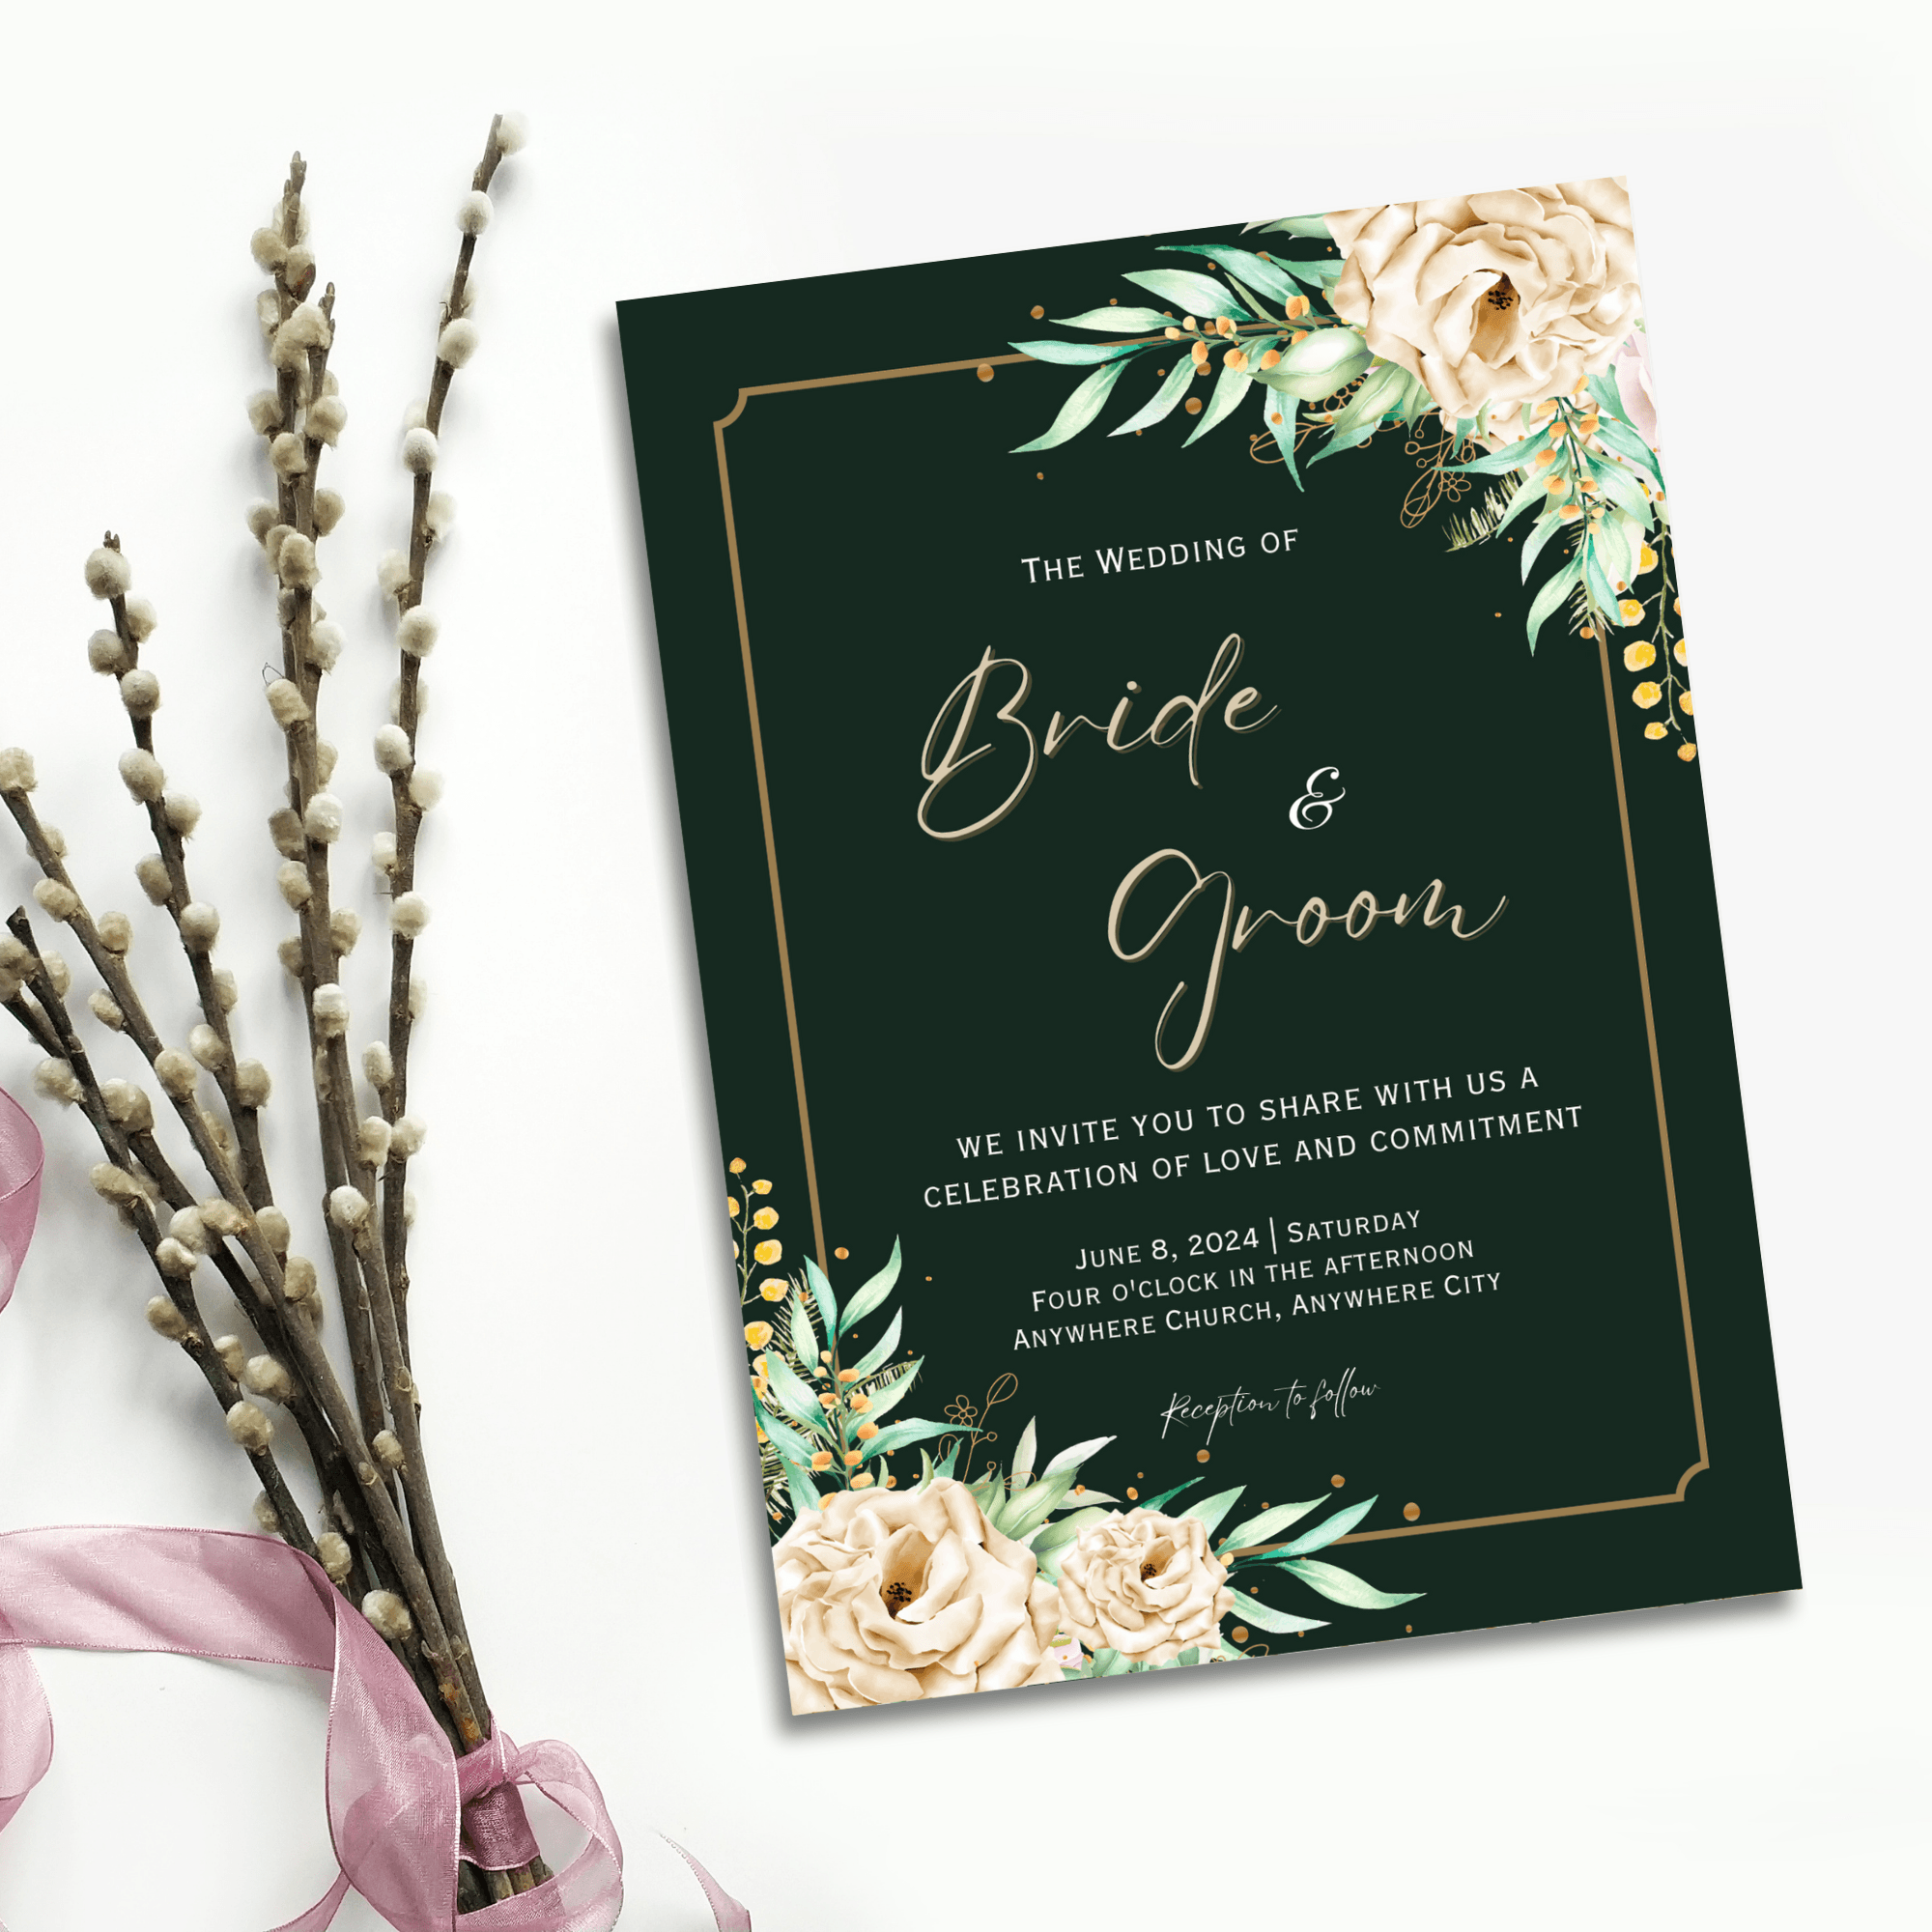 The Wedding of
Bride
&
Groom
WE INVITE YOU TO SHARE WITH US A
CELEBRATION OF LOVE AND COMMITMENT
June 8, 2024 | Saturday
Four o'clock in the afternoon
Anywhere Church, Anywhere City
Reception to follow